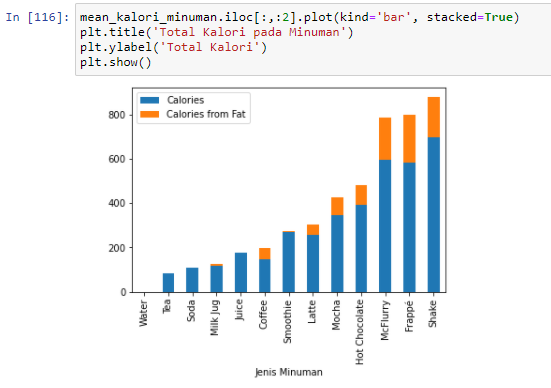 In [116]:
mean_kalori_minuman.iloc[:,:2].plot(kind='bar', stacked=True)
plt.title('Total Kalori pada Minuman')
plt.ylabel('Total Kalori')
plt.show()
Calories
Calories from Fat
800
600
400
200
0
Water
Tea
Soda
Milk Jug
Juice
Coffee
Smoothie
Latte
Mocha
Hot Chocolate
McFlurry
Frappé
Shake
Jenis Minuman